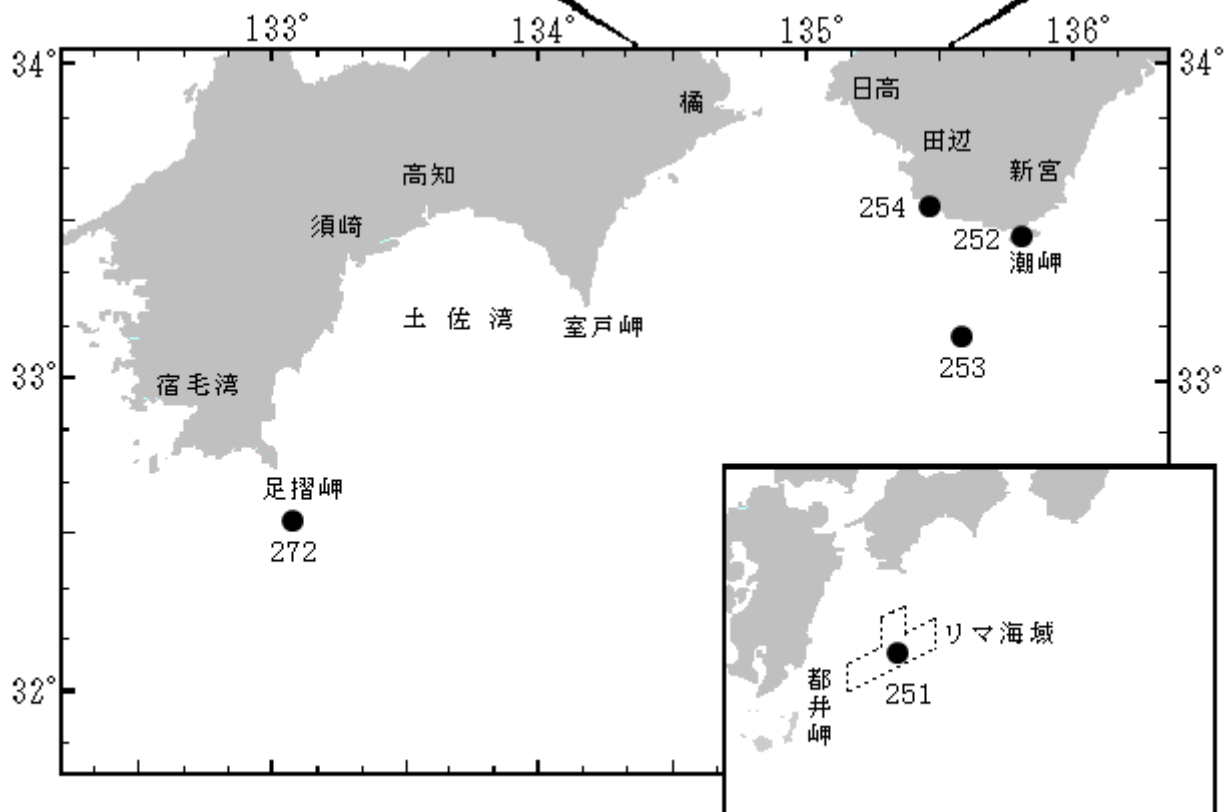 133° 134° 135° 136°
34° 34°
日高
橘
田辺
高知
新宮
254
須崎
252
潮岬
土佐湾
室戸岬
253
33° 33°
宿毛湾
足摺岬
272
リマ海域
251
都井岬
32°